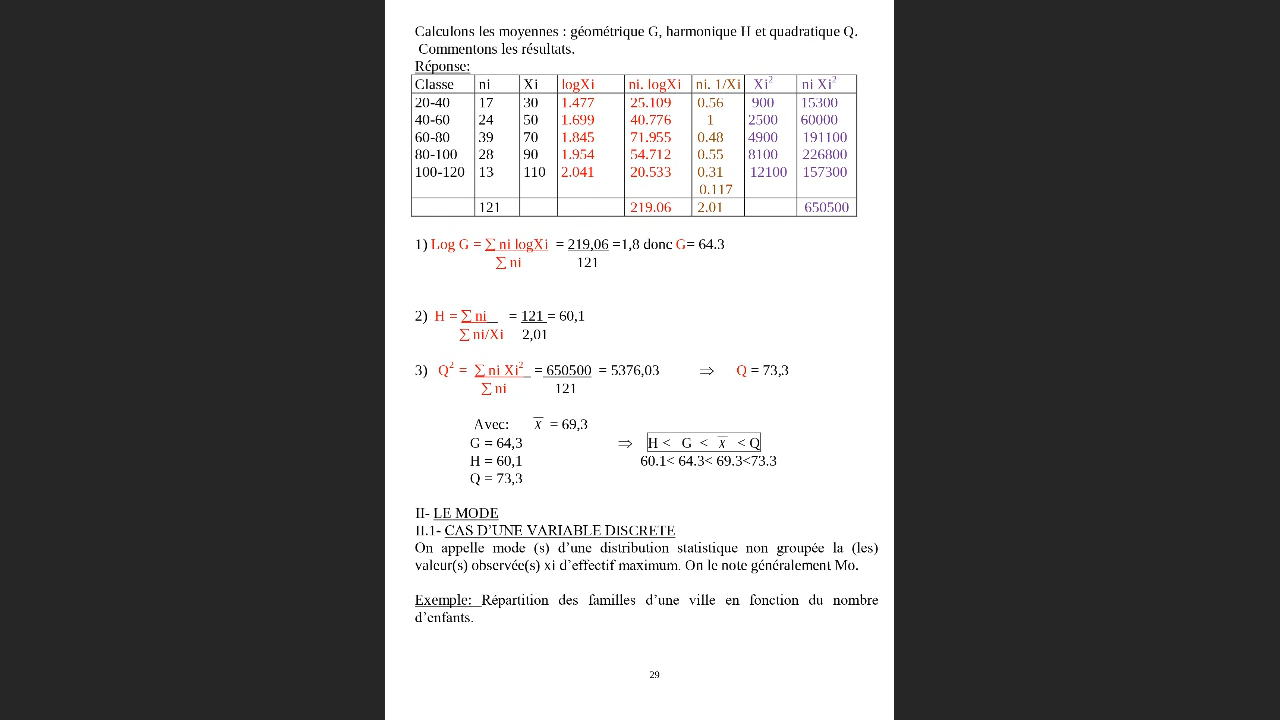 Calculons les moyennes : géométrique G, harmonique H et quadratique Q.
Commentons les résultats.
Réponse:
Classe ni Xi logXi ni. logXi ni. 1/Xi Xi² ni Xi²
20-40 17 30 1.477 25.109 0.56 900 15300
40-60 24 50 1.699 40.776 1 2500 60000
60-80 39 70 1.845 71.955 0.48 4900 191100
80-100 28 90 1.954 54.712 0.55 8100 226800
100-120 13 110 2.041 20.533 0.31 12100 157300
0.117
121 219.06 2.01 650500
1) Log G = ∑ ni logXi = 219,06 =1,8 donc G= 64.3
∑ ni 121
2) H = ∑ ni = 121 = 60,1
∑ ni/Xi 2,01
3) Q² = ∑ ni Xi² = 650500 = 5376,03 ⇒ Q = 73,3
∑ ni 121
Avec: x̅ = 69,3
G = 64,3 ⇒ H < G < x̅ < Q
H = 60,1 60.1< 64.3< 69.3<73.3
Q = 73,3
II- LE MODE
II.1- CAS D’UNE VARIABLE DISCRETE
On appelle mode (s) d’une distribution statistique non groupée la (les)
valeur(s) observée(s) xi d’effectif maximum. On le note généralement Mo.
Exemple: Répartition des familles d’une ville en fonction du nombre
d’enfants.
29